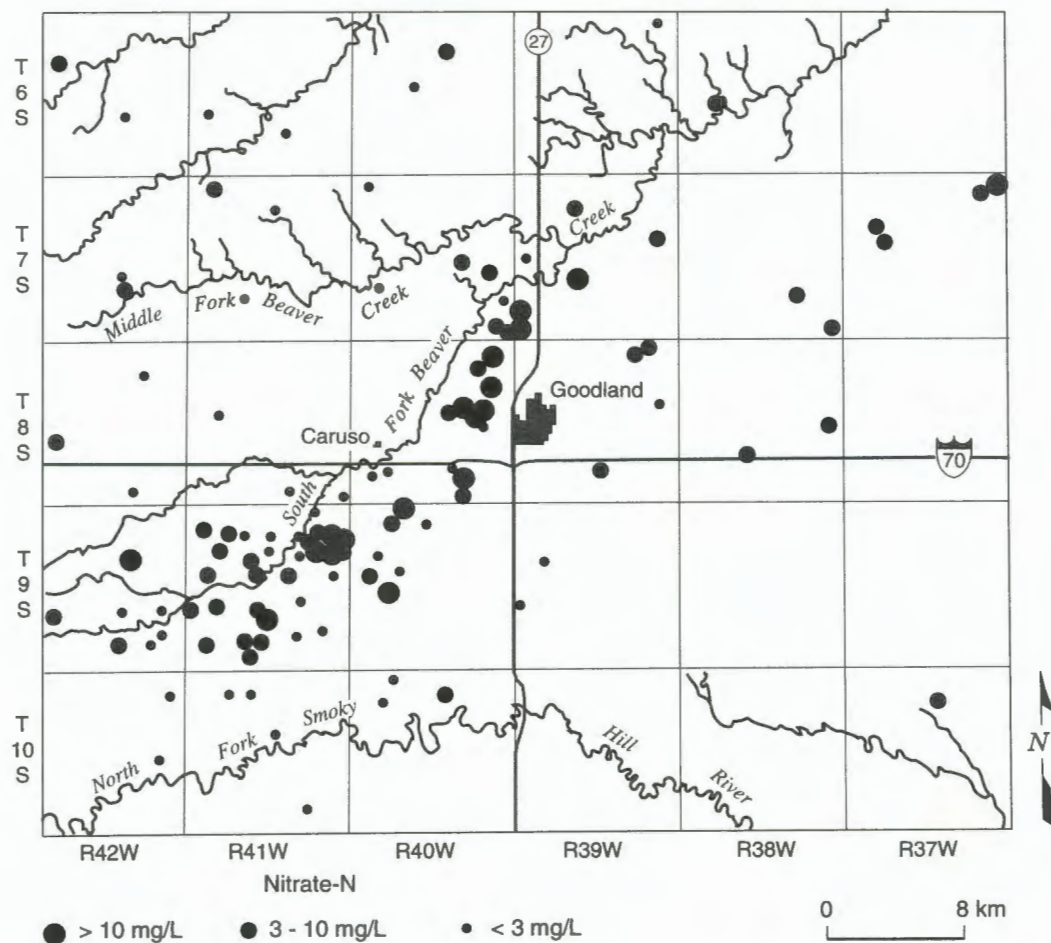 27
T
6
S
T
7
S
Creek
Middle Fork Beaver Creek
Fork Beaver
T
8
S
Goodland
Caruso
70
South
T
9
S
T
10
S
North Fork Smoky Hill River
N
R42W R41W R40W R39W R38W R37W
Nitrate-N
> 10 mg/L 3 - 10 mg/L < 3 mg/L
0 8 km